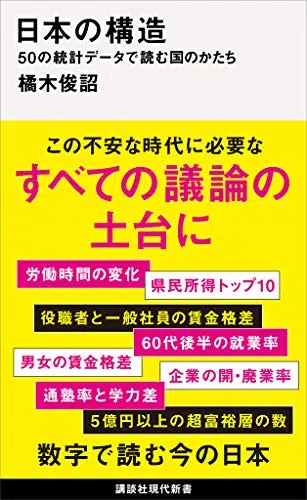 日本の構造
50の統計データで読む国のかたち
橘木俊詔
この不安な時代に必要な
すべての議論の
土台に
労働時間の変化
県民所得トップ10
役職者と一般社員の賃金格差
60代後半の就業率
男女の賃金格差
企業の開・廃業率
通塾率と学力差
5億円以上の超富裕層の数
数字で読む今の日本
講談社現代新書